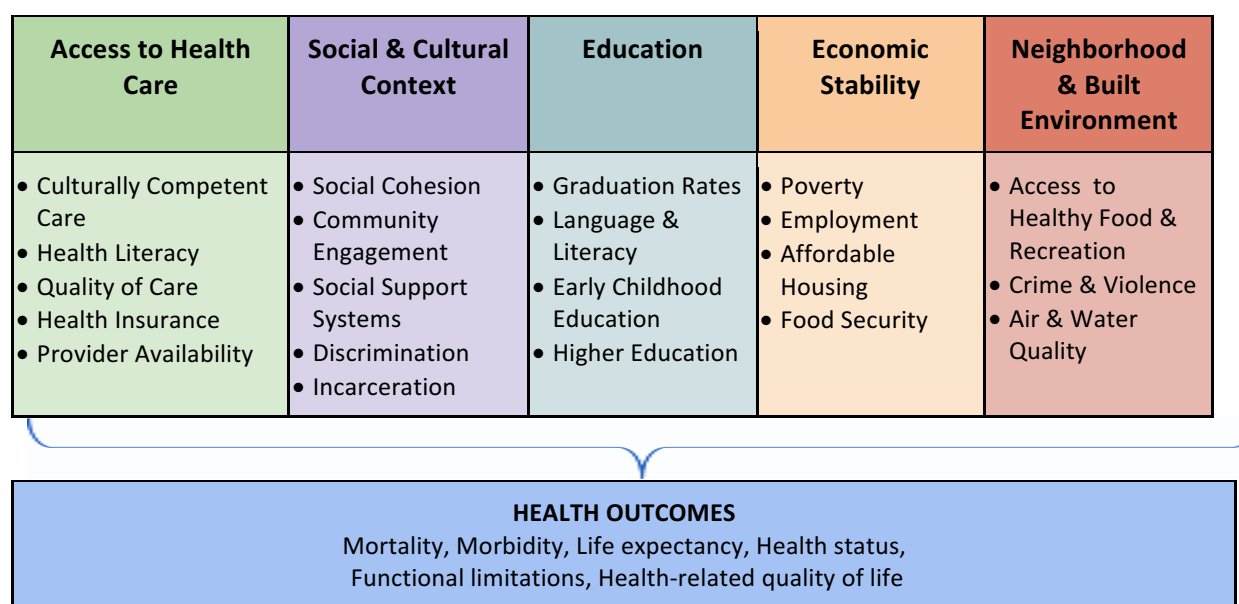 Access to Health
Care
Social & Cultural
Context
Education
Economic
Stability
Neighborhood
& Built
Environment
• Culturally Competent
Care
• Health Literacy
• Quality of Care
• Health Insurance
• Provider Availability
• Social Cohesion
• Community
Engagement
• Social Support
Systems
• Discrimination
• Incarceration
• Graduation Rates
• Language &
Literacy
• Early Childhood
Education
• Higher Education
• Poverty
• Employment
• Affordable
Housing
• Food Security
• Access to
Healthy Food &
Recreation
• Crime & Violence
• Air & Water
Quality
HEALTH OUTCOMES
Mortality, Morbidity, Life expectancy, Health status,
Functional limitations, Health-related quality of life